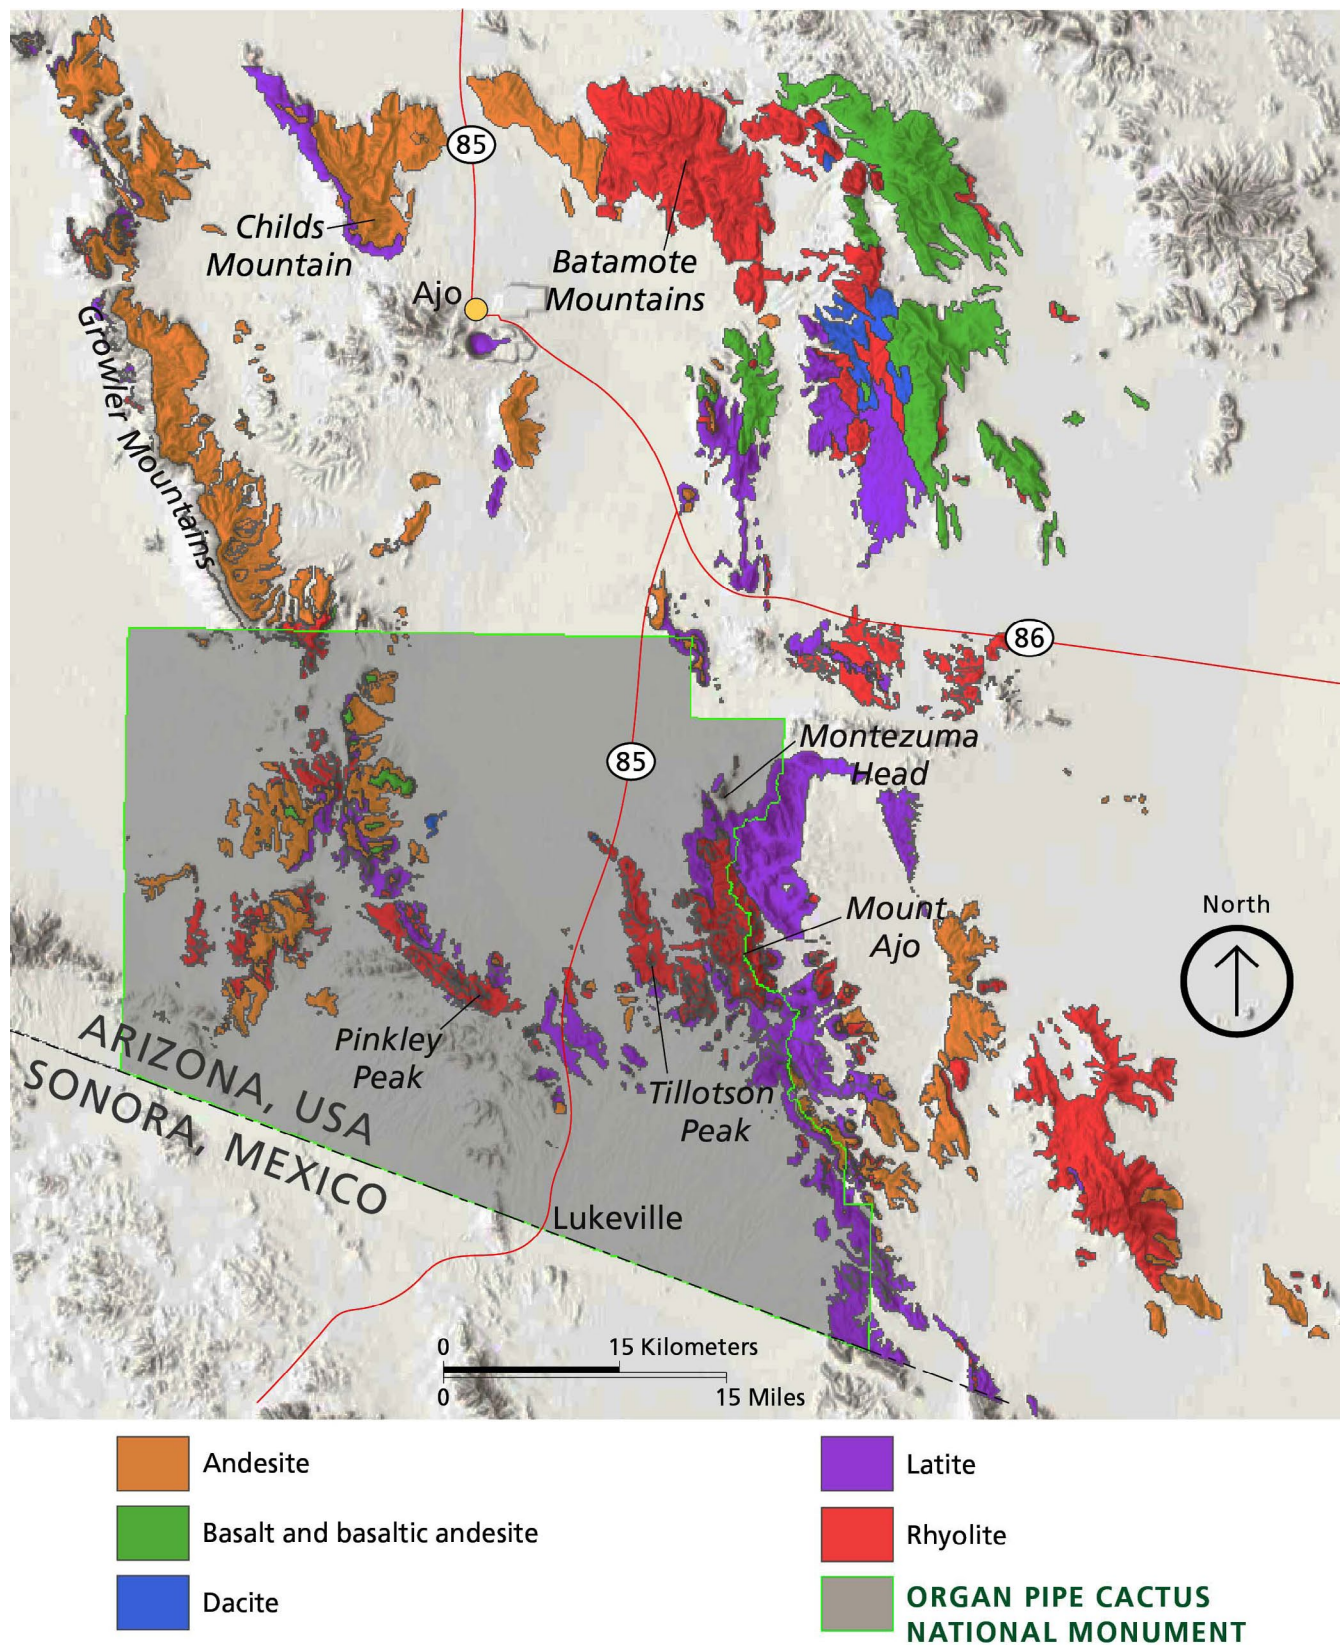 85
Childs
Mountain
Batamote
Mountains
Ajo
Growler Mountains
86
Montezuma
Head
85
Mount
Ajo
North
Pinkley
Peak
Tillotson
Peak
ARIZONA, USA
SONORA, MEXICO
Lukeville
0 15 Kilometers
0 15 Miles
Andesite
Basalt and basaltic andesite
Dacite
Latite
Rhyolite
ORGAN PIPE CACTUS
NATIONAL MONUMENT